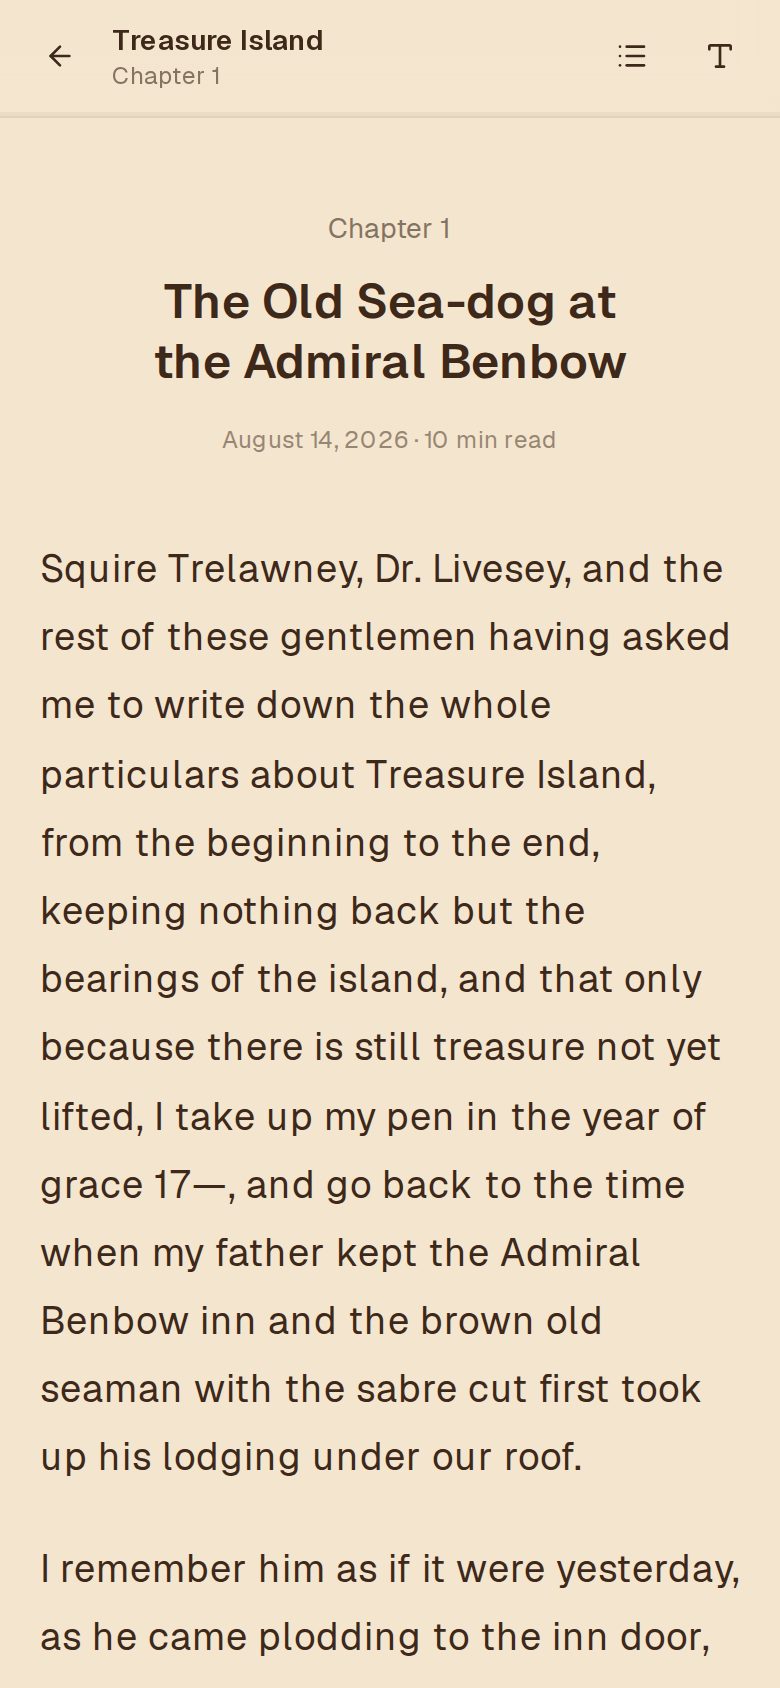 Treasure Island
Chapter 1
Chapter 1
The Old Sea-dog at
the Admiral Benbow
August 14, 2026 · 10 min read
Squire Trelawney, Dr. Livesey, and the
rest of these gentlemen having asked
me to write down the whole
particulars about Treasure Island,
from the beginning to the end,
keeping nothing back but the
bearings of the island, and that only
because there is still treasure not yet
lifted, I take up my pen in the year of
grace 17—, and go back to the time
when my father kept the Admiral
Benbow inn and the brown old
seaman with the sabre cut first took
up his lodging under our roof.
I remember him as if it were yesterday,
as he came plodding to the inn door,